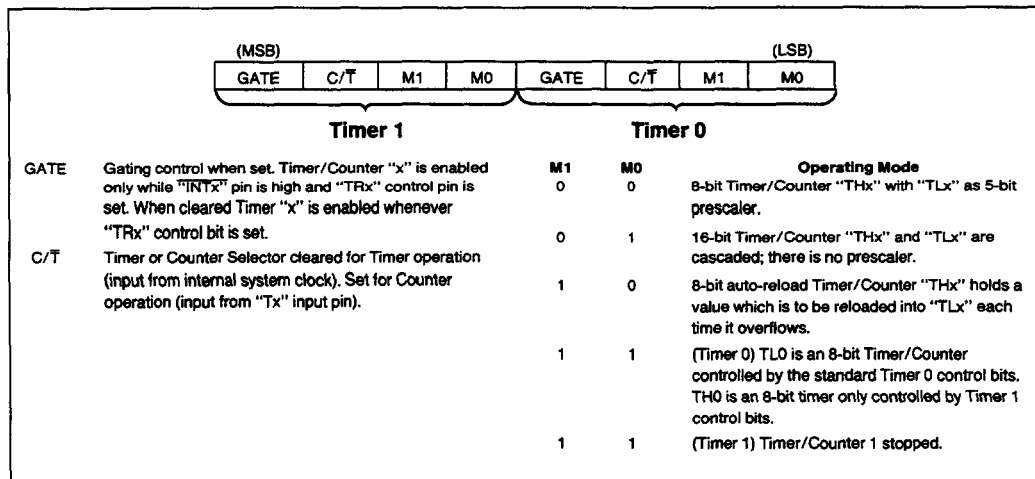 (MSB) (LSB)
GATE C/T̅ M1 M0 GATE C/T̅ M1 M0
Timer 1 Timer 0
GATE Gating control when set. Timer/Counter "x" is enabled
only while "I̅N̅T̅x̅" pin is high and "TRx" control pin is
set. When cleared Timer "x" is enabled whenever
"TRx" control bit is set.
C/T̅ Timer or Counter Selector cleared for Timer operation
(input from internal system clock). Set for Counter
operation (input from "Tx" input pin).
M1 M0 Operating Mode
0 0 8-bit Timer/Counter "THx" with "TLx" as 5-bit
prescaler.
0 1 16-bit Timer/Counter "THx" and "TLx" are
cascaded; there is no prescaler.
1 0 8-bit auto-reload Timer/Counter "THx" holds a
value which is to be reloaded into "TLx" each
time it overflows.
1 1 (Timer 0) TL0 is an 8-bit Timer/Counter
controlled by the standard Timer 0 control bits.
TH0 is an 8-bit timer only controlled by Timer 1
control bits.
1 1 (Timer 1) Timer/Counter 1 stopped.